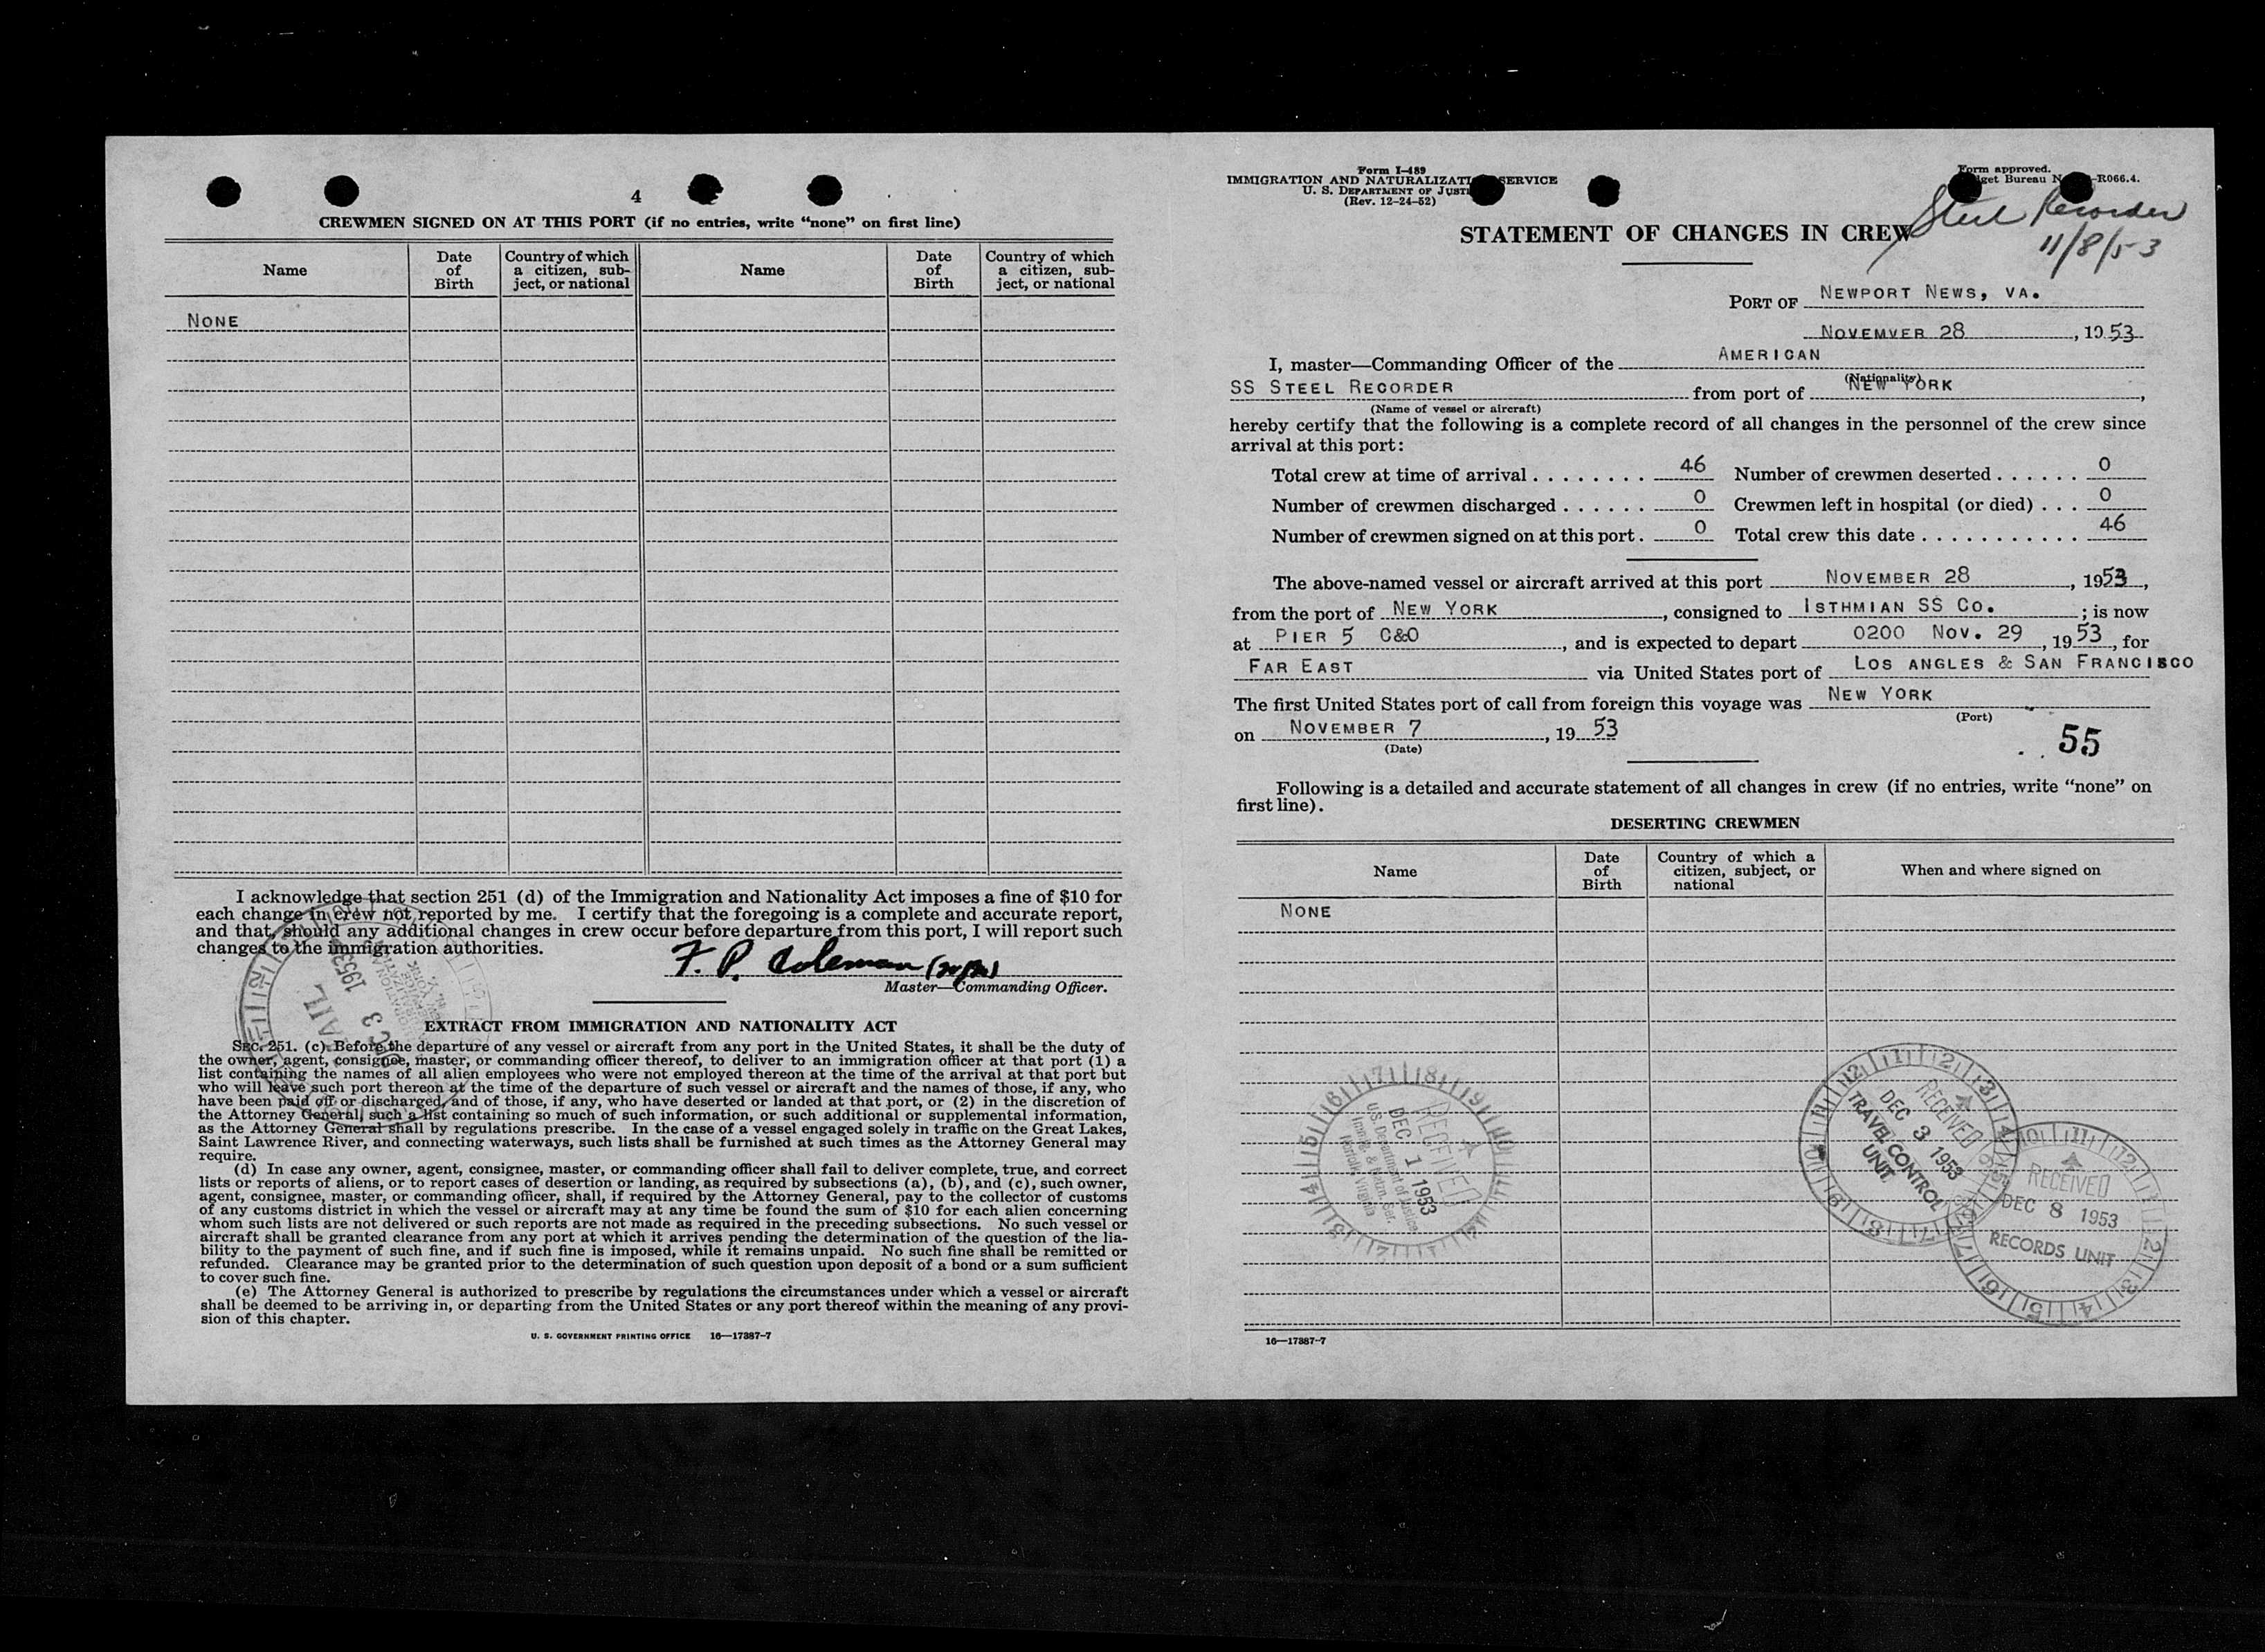 4
CREWMEN SIGNED ON AT THIS PORT (if no entries, write “none” on first line)
Name
Date of Birth
Country of which a citizen, subject, or national
Name
Date of Birth
Country of which a citizen, subject, or national
NONE
I acknowledge that section 251 (d) of the Immigration and Nationality Act imposes a fine of $10 for
each change in crew not reported by me. I certify that the foregoing is a complete and accurate report,
and that, should any additional changes in crew occur before departure from this port, I will report such
changes to the immigration authorities.
F. P. Coleman
Master—Commanding Officer.
DEC 3 1953
EXTRACT FROM IMMIGRATION AND NATIONALITY ACT
SEC. 251. (c) Before the departure of any vessel or aircraft from any port in the United States, it shall be the duty of
the owner, agent, consignee, master, or commanding officer thereof, to deliver to an immigration officer at that port (1) a
list containing the names of all alien employees who were not employed thereon at the time of the arrival at that port but
who will leave such port thereon at the time of the departure of such vessel or aircraft and the names of those, if any, who
have been paid off or discharged, and of those, if any, who have deserted or landed at that port, or (2) in the discretion of
the Attorney General, such a list containing so much of such information, or such additional or supplemental information,
as the Attorney General shall by regulations prescribe. In the case of a vessel engaged solely in traffic on the Great Lakes,
Saint Lawrence River, and connecting waterways, such lists shall be furnished at such times as the Attorney General may
require.
(d) In case any owner, agent, consignee, master, or commanding officer shall fail to deliver complete, true, and correct
lists or reports of aliens, or to report cases of desertion or landing, as required by subsections (a), (b), and (c), such owner,
agent, consignee, master, or commanding officer, shall, if required by the Attorney General, pay to the collector of customs
of any customs district in which the vessel or aircraft may at any time be found the sum of $10 for each alien concerning
whom such lists are not delivered or such reports are not made as required in the preceding subsections. No such vessel or
aircraft shall be granted clearance from any port at which it arrives pending the determination of the question of the lia-
bility to the payment of such fine, and if such fine is imposed, while it remains unpaid. No such fine shall be remitted or
refunded. Clearance may be granted prior to the determination of such question upon deposit of a bond or a sum sufficient
to cover such fine.
(e) The Attorney General is authorized to prescribe by regulations the circumstances under which a vessel or aircraft
shall be deemed to be arriving in, or departing from the United States or any port thereof within the meaning of any provi-
sion of this chapter.
U. S. GOVERNMENT PRINTING OFFICE 16—17387-7
Form I-489
IMMIGRATION AND NATURALIZATI SERVICE
U. S. DEPARTMENT OF JUSTI
(Rev. 12-24-52)
Form approved.
get Bureau N -R066.4.
Steel Recorder
11/8/53
STATEMENT OF CHANGES IN CREW
PORT OF NEWPORT NEWS, VA.
NOVEMVER 28, 1953
I, master—Commanding Officer of the AMERICAN
(Nationality)
SS STEEL RECORDER from port of NEW YORK,
(Name of vessel or aircraft)
hereby certify that the following is a complete record of all changes in the personnel of the crew since
arrival at this port:
Total crew at time of arrival 46 Number of crewmen deserted 0
Number of crewmen discharged 0 Crewmen left in hospital (or died) 0
Number of crewmen signed on at this port 0 Total crew this date 46
The above-named vessel or aircraft arrived at this port NOVEMBER 28, 1953,
from the port of NEW YORK, consigned to ISTHMIAN SS CO.; is now
at PIER 5 C&O, and is expected to depart 0200 NOV. 29, 1953, for
FAR EAST via United States port of LOS ANGLES & SAN FRANCISCO
The first United States port of call from foreign this voyage was NEW YORK
(Port)
on NOVEMBER 7, 1953
(Date)
55
Following is a detailed and accurate statement of all changes in crew (if no entries, write “none” on
first line).
DESERTING CREWMEN
Name
Date of Birth
Country of which a citizen, subject, or national
When and where signed on
NONE
RECEIVED
DEC 1 1953
U.S. Department of Justice
Immig. & Natzn. Ser.
Norfolk, Virginia
RECEIVED
DEC 3 1953
TRAVEL CONTROL
UNIT
RECEIVED
DEC 8 1953
RECORDS UNIT
16—17387-7